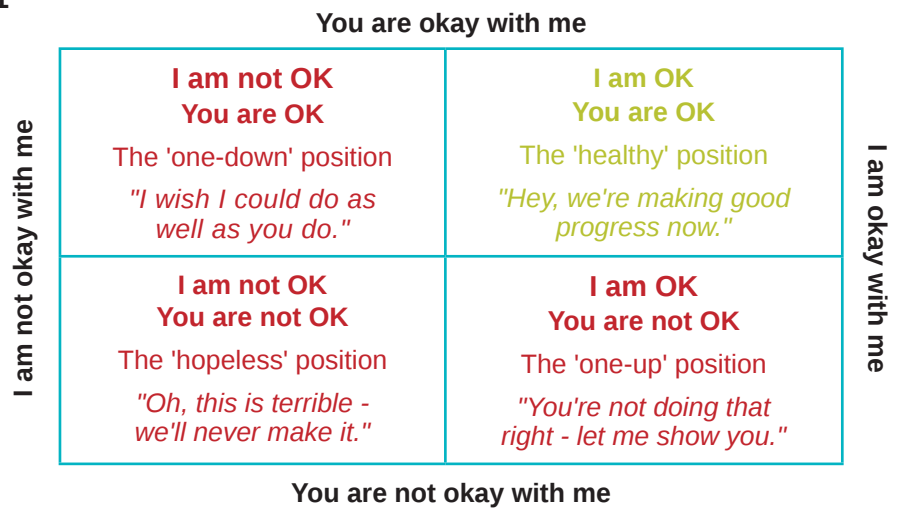 You are okay with me
I am not OK
You are OK
The 'one-down' position
"I wish I could do as
well as you do."
I am OK
You are OK
The 'healthy' position
"Hey, we're making good
progress now."
I am not okay with me
I am okay with me
I am not OK
You are not OK
The 'hopeless' position
"Oh, this is terrible -
we'll never make it."
I am OK
You are not OK
The 'one-up' position
"You're not doing that
right - let me show you."
You are not okay with me